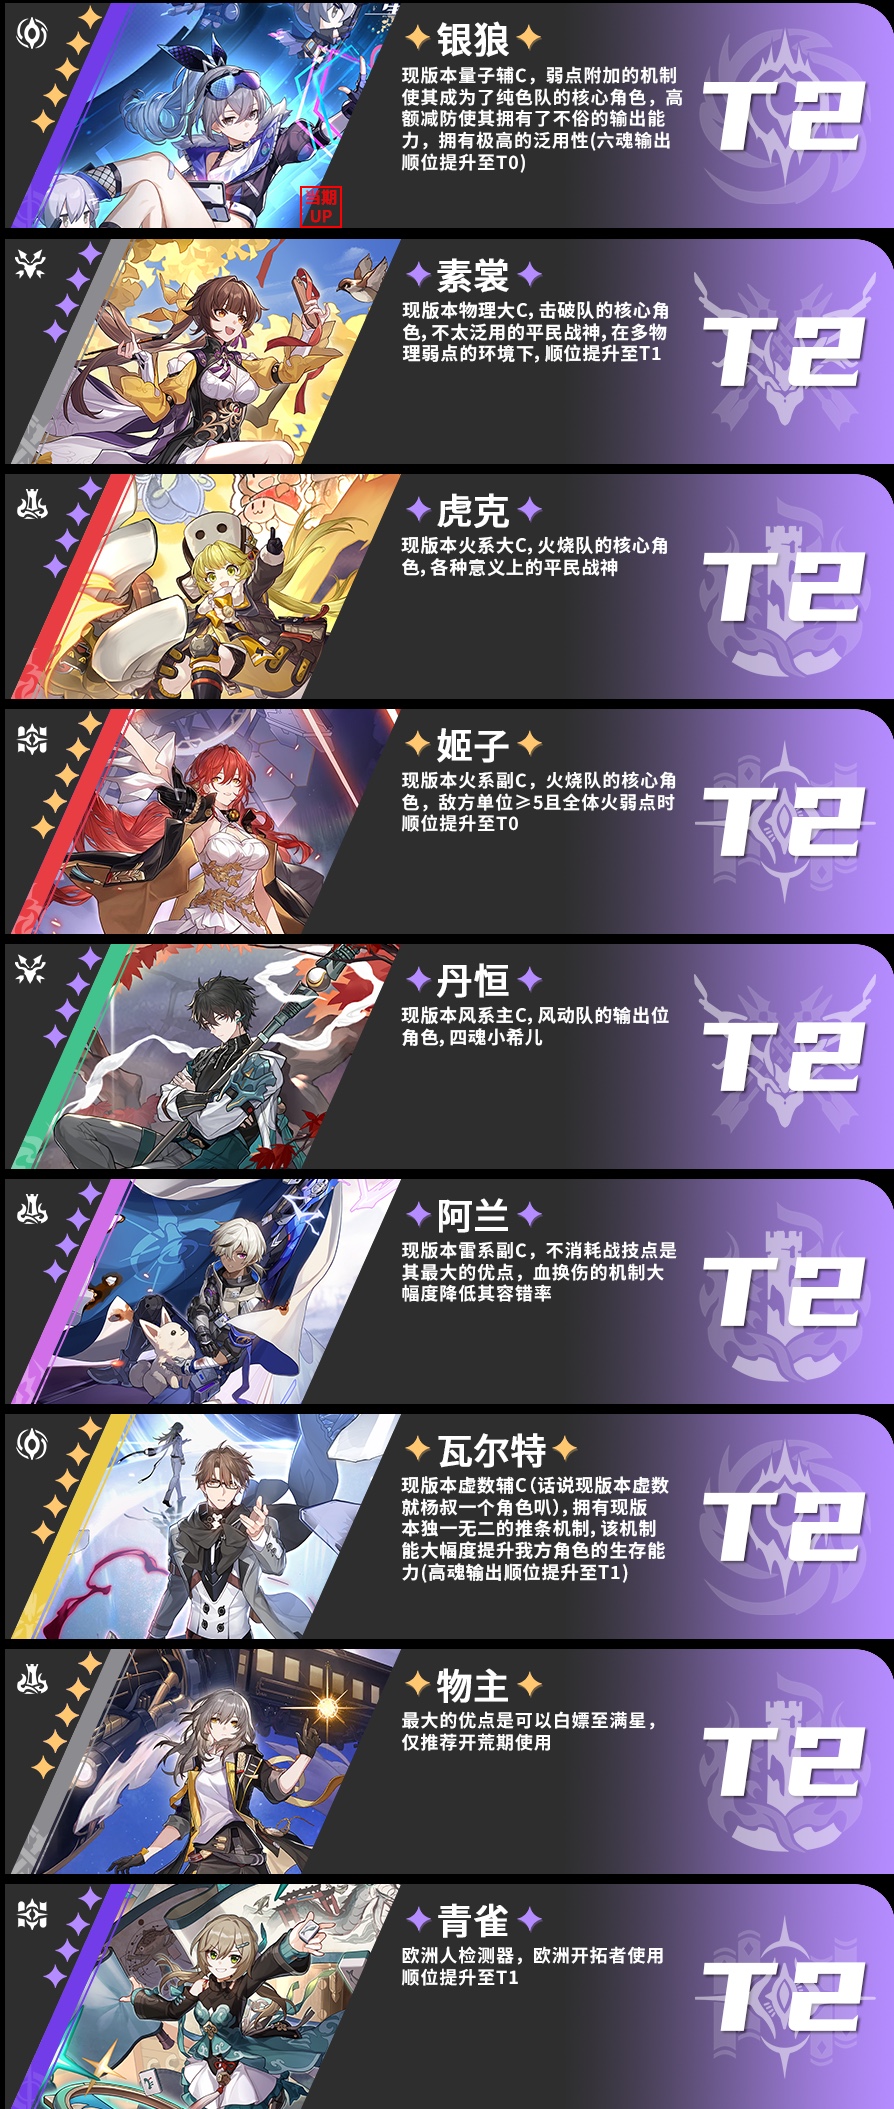 银狼
现版本量子辅C，弱点附加的机制
使其成为了纯色队的核心角色，高
额减防使其拥有了不俗的输出能
力，拥有极高的泛用性(六魂输出
顺位提升至T0)
T2
当期
UP
素裳
现版本物理大C,击破队的核心角
色,不太泛用的平民战神,在多物
理弱点的环境下,顺位提升至T1
T2
虎克
现版本火系大C,火烧队的核心角
色,各种意义上的平民战神
T2
姬子
现版本火系副C，火烧队的核心角
色，敌方单位≥5且全体火弱点时
顺位提升至T0
T2
丹恒
现版本风系主C,风动队的输出位
角色,四魂小希儿
T2
阿兰
现版本雷系副C，不消耗战技点是
其最大的优点，血换伤的机制大
幅度降低其容错率
T2
瓦尔特
现版本虚数辅C(话说现版本虚数
就杨叔一个角色叭),拥有现版
本独一无二的推条机制,该机制
能大幅度提升我方角色的生存能
力(高魂输出顺位提升至T1)
T2
物主
最大的优点是可以白嫖至满星，
仅推荐开荒期使用
T2
青雀
欧洲人检测器，欧洲开拓者使用
顺位提升至T1
T2